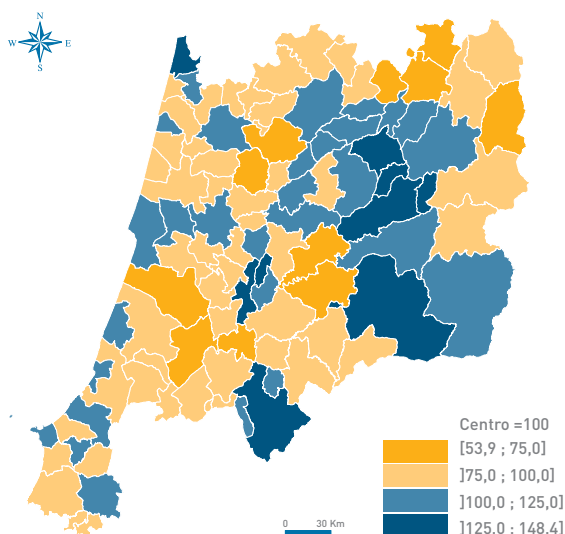 N
W E
S
Centro =100
[53,9 ; 75,0]
]75,0 ; 100,0]
]100,0 ; 125,0]
]125,0 ; 148,4]
0 30 Km